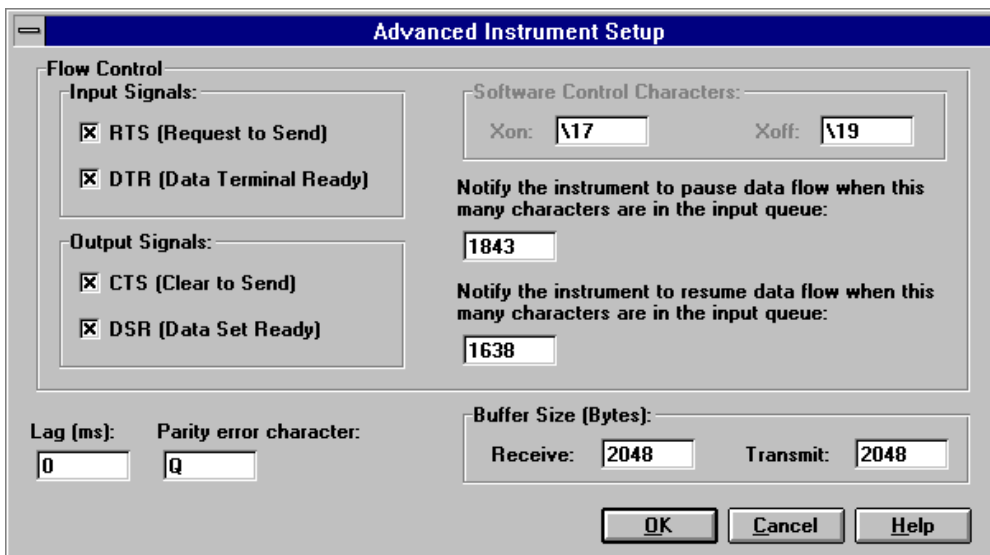 Advanced Instrument Setup
Flow Control
Input Signals:
RTS (Request to Send)
DTR (Data Terminal Ready)
Output Signals:
CTS (Clear to Send)
DSR (Data Set Ready)
Software Control Characters:
Xon: \17 Xoff: \19
Notify the instrument to pause data flow when this
many characters are in the input queue:
1843
Notify the instrument to resume data flow when this
many characters are in the input queue:
1638
Lag (ms): Parity error character:
0 Q
Buffer Size (Bytes):
Receive: 2048 Transmit: 2048
OK Cancel Help